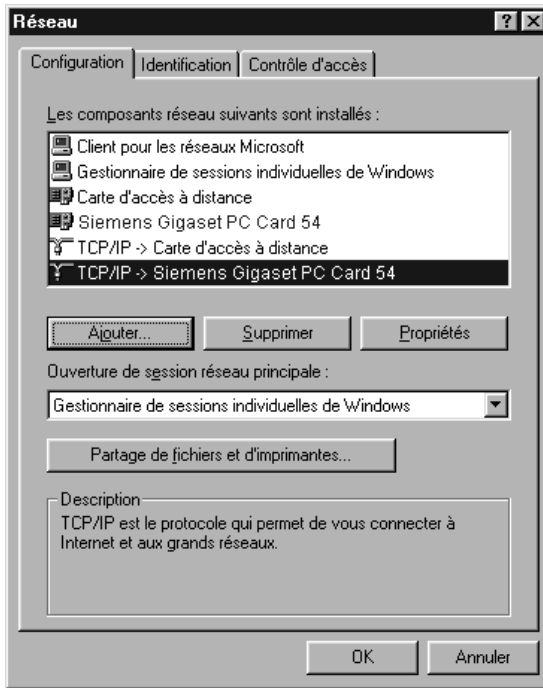 Réseau
Configuration
Identification
Contrôle d'accès
Les composants réseau suivants sont installés :
Client pour les réseaux Microsoft
Gestionnaire de sessions individuelles de Windows
Carte d'accès à distance
Siemens Gigaset PC Card 54
TCP/IP -> Carte d'accès à distance
TCP/IP -> Siemens Gigaset PC Card 54
Ajouter...
Supprimer
Propriétés
Ouverture de session réseau principale :
Gestionnaire de sessions individuelles de Windows
Partage de fichiers et d'imprimantes...
Description
TCP/IP est le protocole qui permet de vous connecter à
Internet et aux grands réseaux.
OK
Annuler